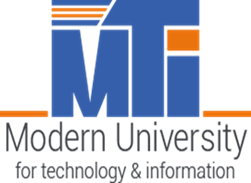 MTi
Modern University
for technology & information